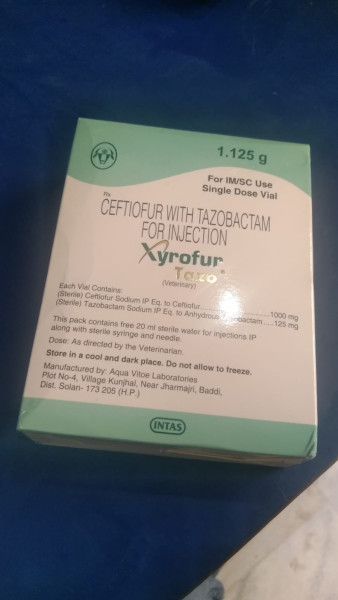 1.125 g
For IM/SC Use
Single Dose Vial
Rx
CEFTIOFUR WITH TAZOBACTAM
FOR INJECTION
Xyrofur
Tazo
(Veterinary)
Each Vial Contains:
(Sterile) Ceftiofur Sodium IP Eq. to Ceftiofur..........................1000 mg
(Sterile) Tazobactam Sodium IP Eq. to Anhydrous Tazobactam....125 mg
This pack contains free 20 ml sterile water for injections IP
along with sterile syringe and needle.
Dose: As directed by the Veterinarian.
Store in a cool and dark place. Do not allow to freeze.
Manufactured by: Aqua Vitoe Laboratories
Plot No-4, Village Kunjhal, Near Jharmajri, Baddi,
Dist. Solan- 173 205 (H.P.)
INTAS